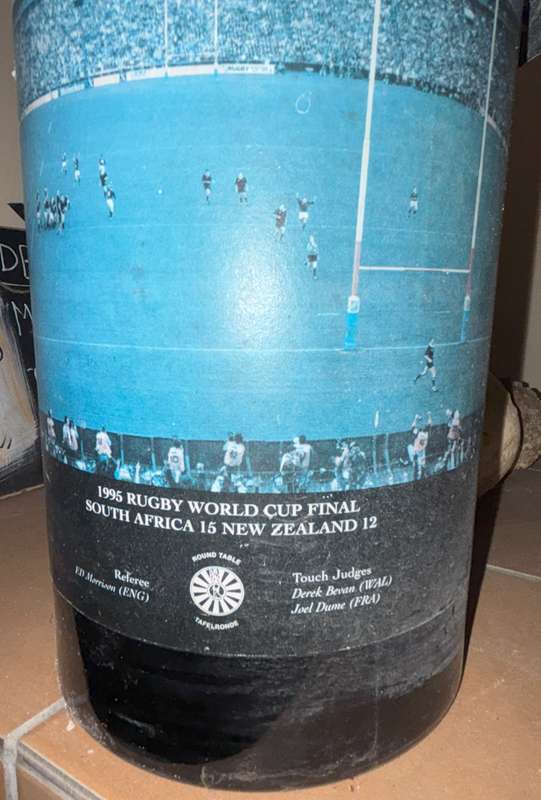 DE
M
1995 RUGBY WORLD CUP FINAL
SOUTH AFRICA 15 NEW ZEALAND 12
Referee
ED Morrison (ENG)
ROUND TABLE
TAFELRONDE
Touch Judges
Derek Bevan (WAL)
Joel Dume (FRA)